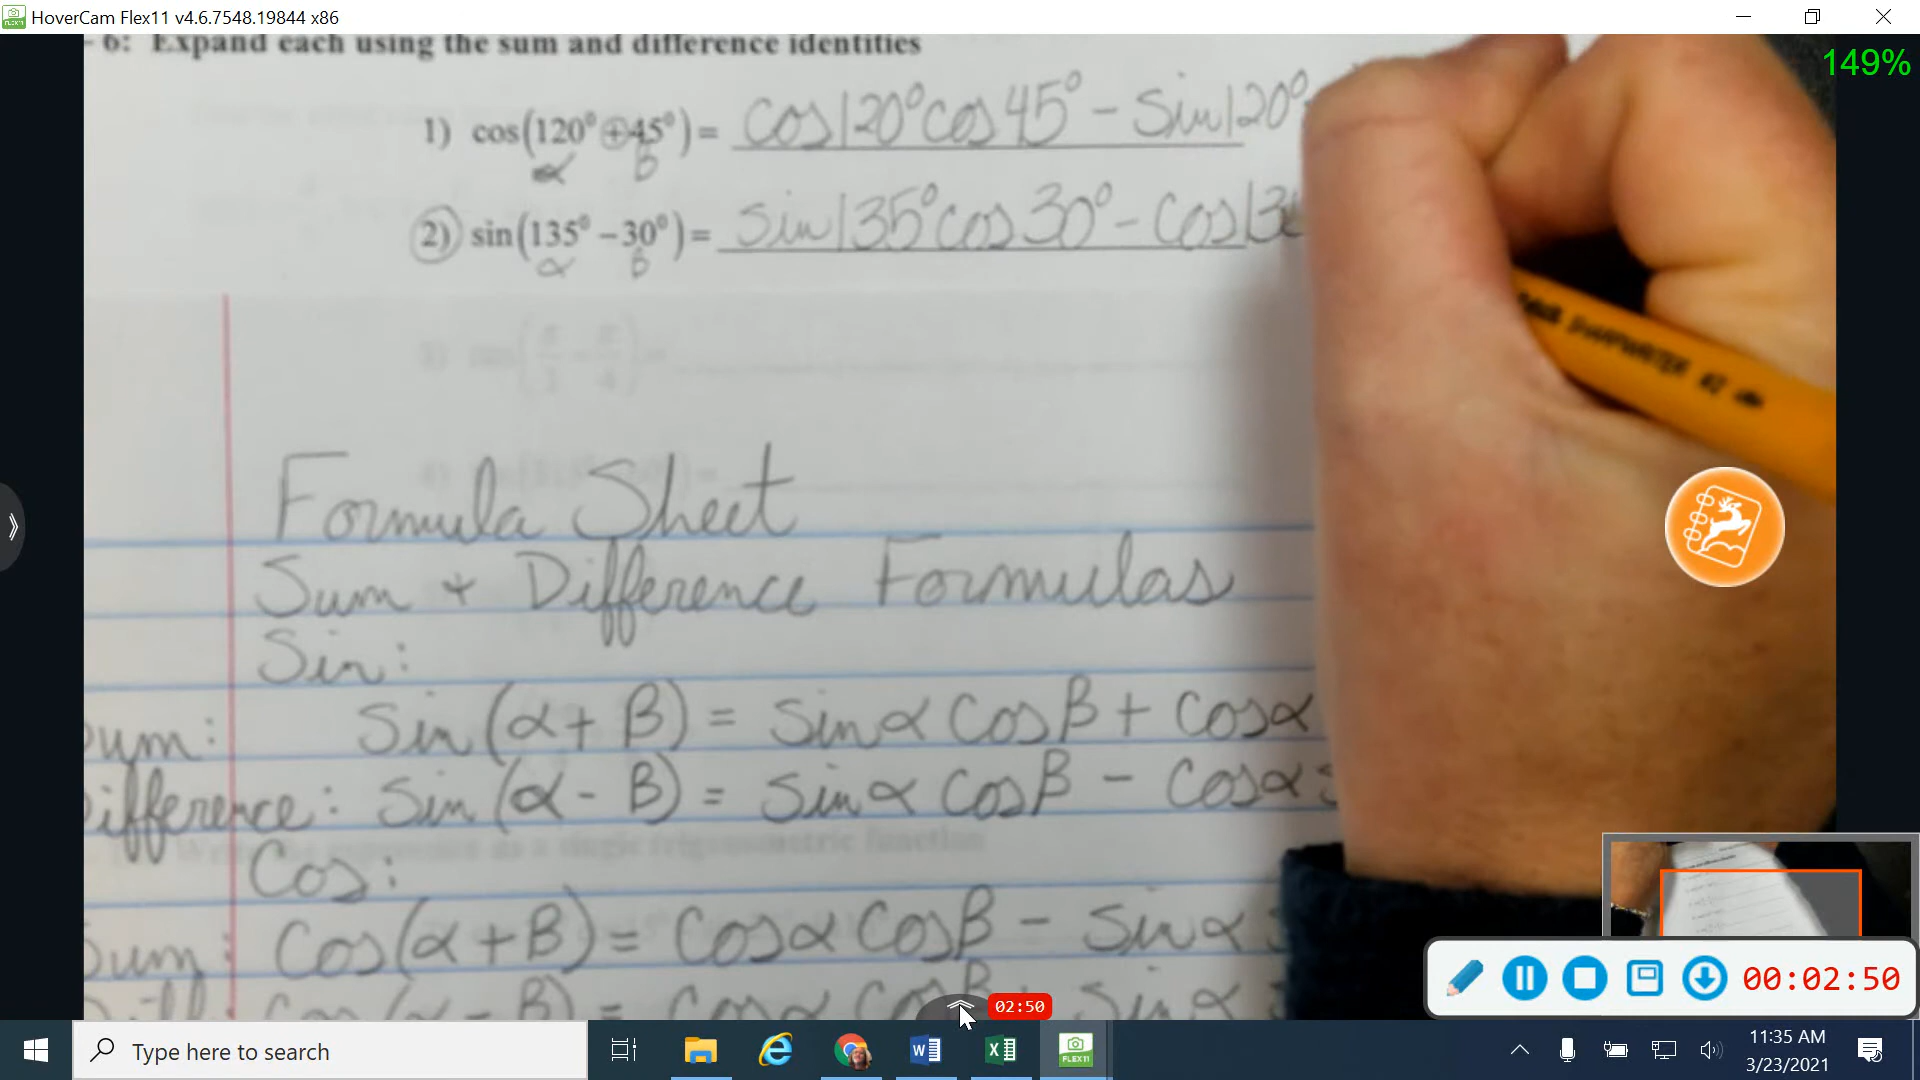 HoverCam Flex11 v4.6.7548.19844 x86
149%
- 6: Expand each using the sum and difference identities
1) cos(120° + 45°) = cos120°cos45° - sin120°
α B
2) sin(135° - 30°) = sin135°cos30° - cos13
α B
Formula Sheet
Sum + Difference Formulas
Sin:
Sum: Sin(α + β) = sinα cosβ + cosα
Difference: Sin(α - B) = sinα cosβ - cosα s
Cos:
Sum: Cos(α + B) = cosα cosβ - sinα s
00:02:50
02:50
Type here to search
FLEX11
11:35 AM
3/23/2021